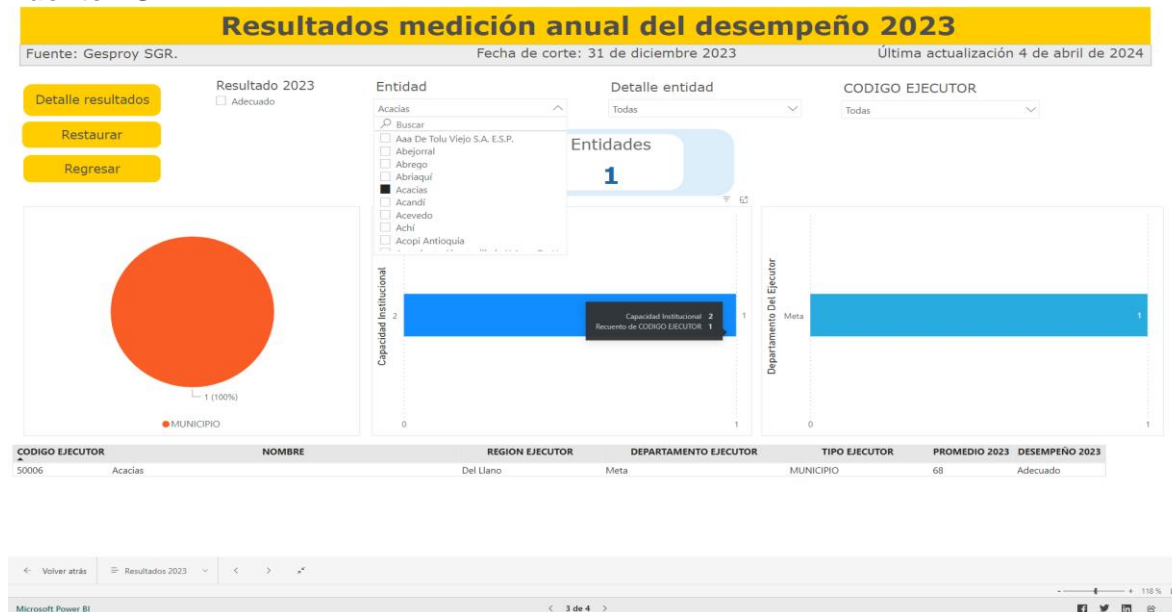 Resultados medición anual del desempeño 2023
Fuente: Gesproy SGR.
Fecha de corte: 31 de diciembre 2023
Última actualización 4 de abril de 2024
Detalle resultados
Restaurar
Regresar
Resultado 2023
Adecuado
Entidad
Acacías
Buscar
Aaa De Tolu Viejo S.A. E.S.P.
Abejorral
Abrego
Abriaquí
Acacías
Acandí
Acevedo
Achí
Acopi Antioquia
Detalle entidad
Todas
CODIGO EJECUTOR
Todas
Entidades
1
1 (100%)
MUNICIPIO
Capacidad Institucional
2
Capacidad Institucional 2
Recuento de CODIGO EJECUTOR 1
1
0
1
Departamento Del Ejecutor
Meta
1
0
1
CODIGO EJECUTOR NOMBRE REGION EJECUTOR DEPARTAMENTO EJECUTOR TIPO EJECUTOR PROMEDIO 2023 DESEMPEÑO 2023
50006 Acacías Del Llano Meta MUNICIPIO 68 Adecuado
Volver atrás
Resultados 2023
118 %
Microsoft Power BI
3 de 4